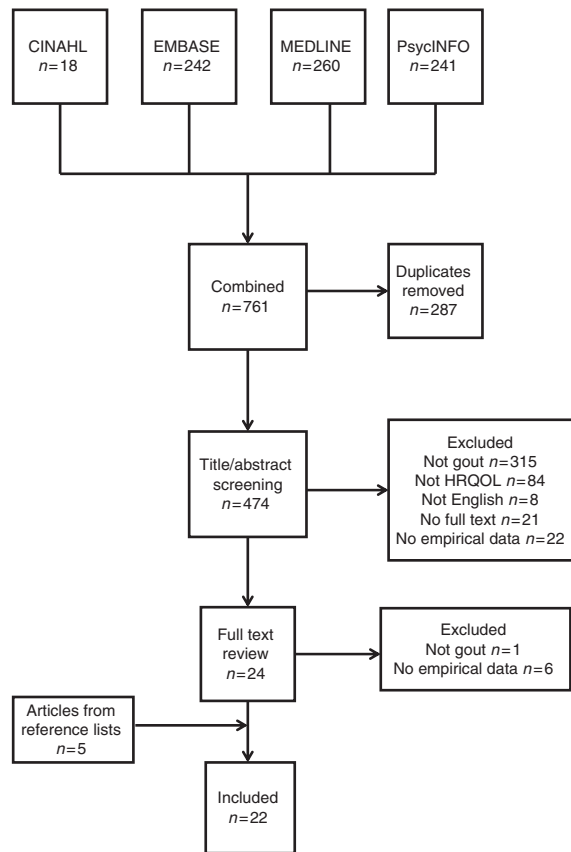 CINAHL
n=18
EMBASE
n=242
MEDLINE
n=260
PsycINFO
n=241
Combined
n=761
Duplicates
removed
n=287
Title/abstract
screening
n=474
Excluded
Not gout n=315
Not HRQOL n=84
Not English n=8
No full text n=21
No empirical data n=22
Full text
review
n=24
Excluded
Not gout n=1
No empirical data n=6
Articles from
reference lists
n=5
Included
n=22